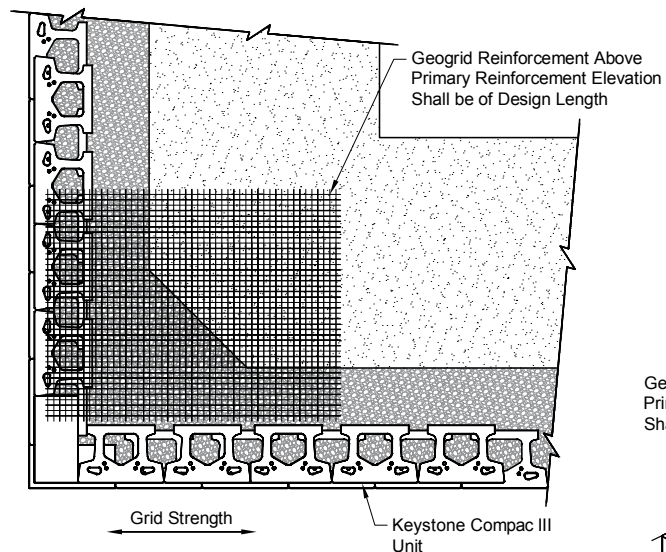 Geogrid Reinforcement Above
Primary Reinforcement Elevation
Shall be of Design Length
Grid Strength
Keystone Compac III
Unit